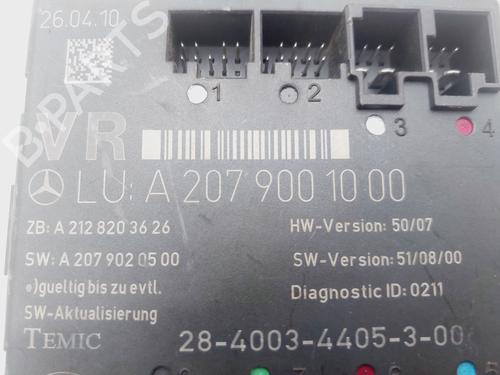 26.04.10
B-PARTS
1
2
3
4
VR
LU: A 207 900 10 00
ZB: A 212 820 36 26
HW-Version: 50/07
SW: A 207 902 05 00
SW-Version: 51/08/00
•)gueltig bis zu evtl.
Diagnostic ID: 0211
SW-Aktualisierung
TEMIC
28-4003-4405-3-00